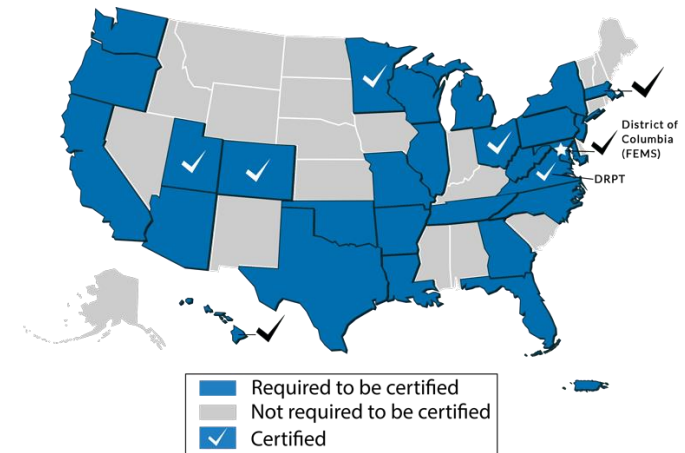 District of
Columbia
(FEMS)
DRPT
Required to be certified
Not required to be certified
Certified